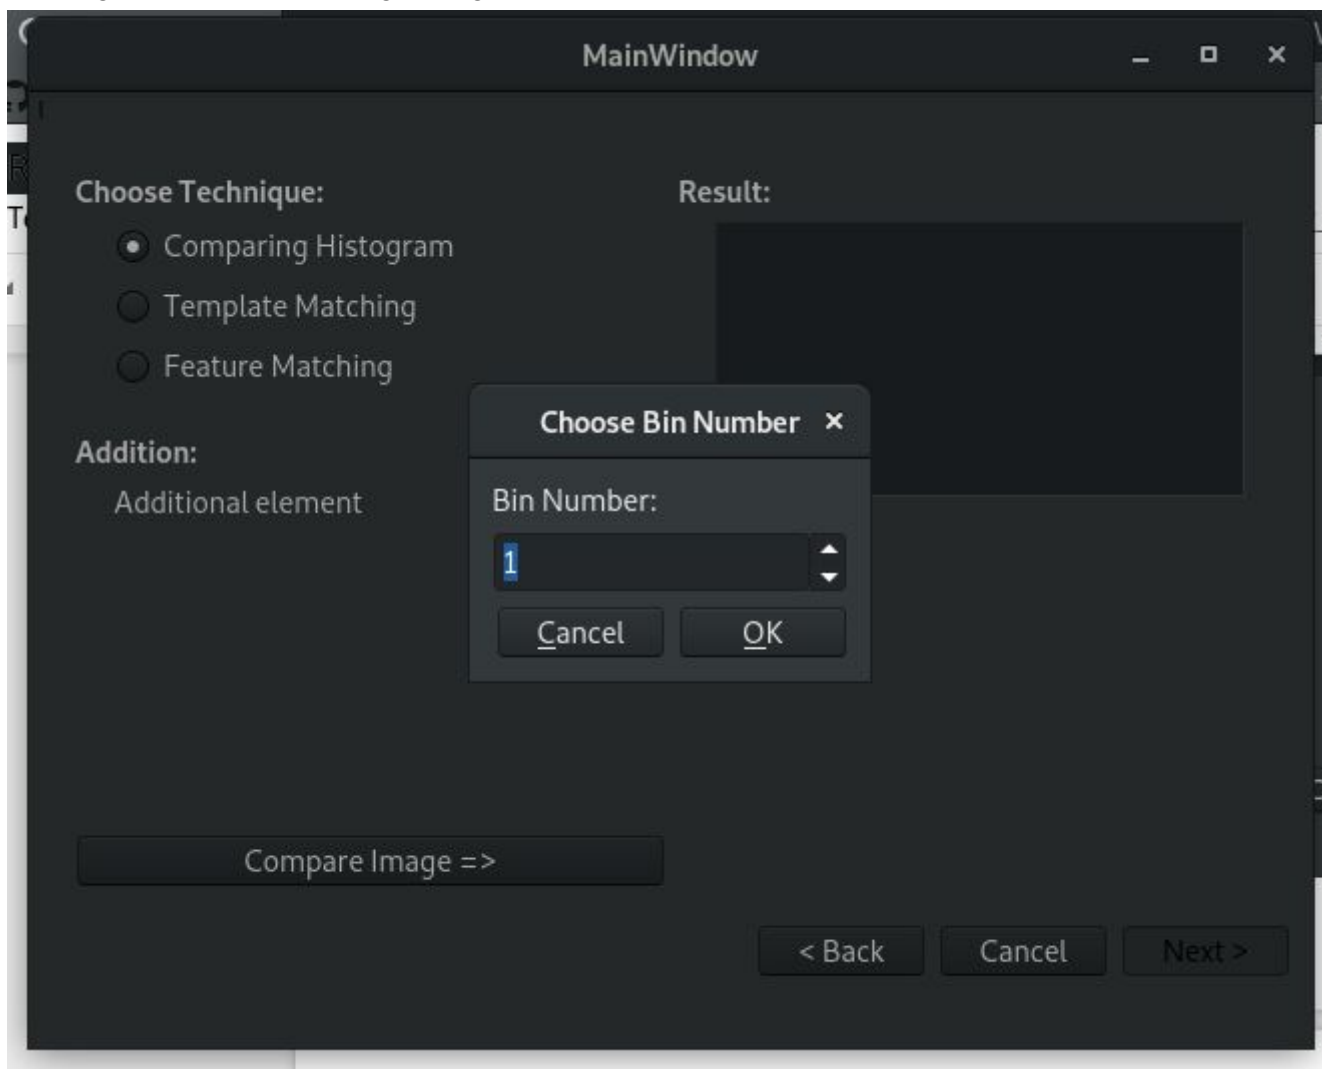 MainWindow
Choose Technique:
Result:
Comparing Histogram
Template Matching
Feature Matching
Choose Bin Number ×
Addition:
Additional element
Bin Number:
1
Cancel
OK
Compare Image =>
< Back
Cancel
Next >